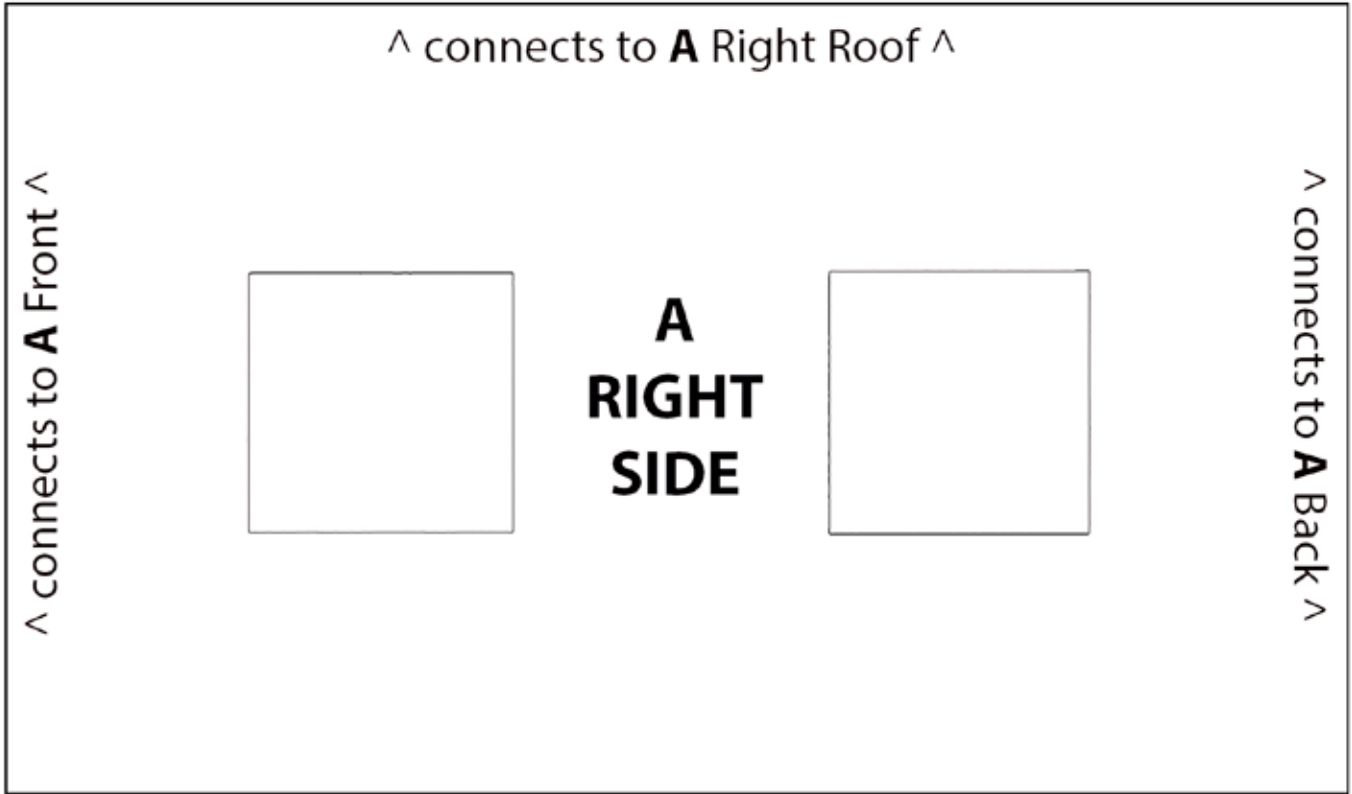 ^ connects to A Right Roof ^
^ connects to A Front ^
A
RIGHT
SIDE
^ connects to A Back ^